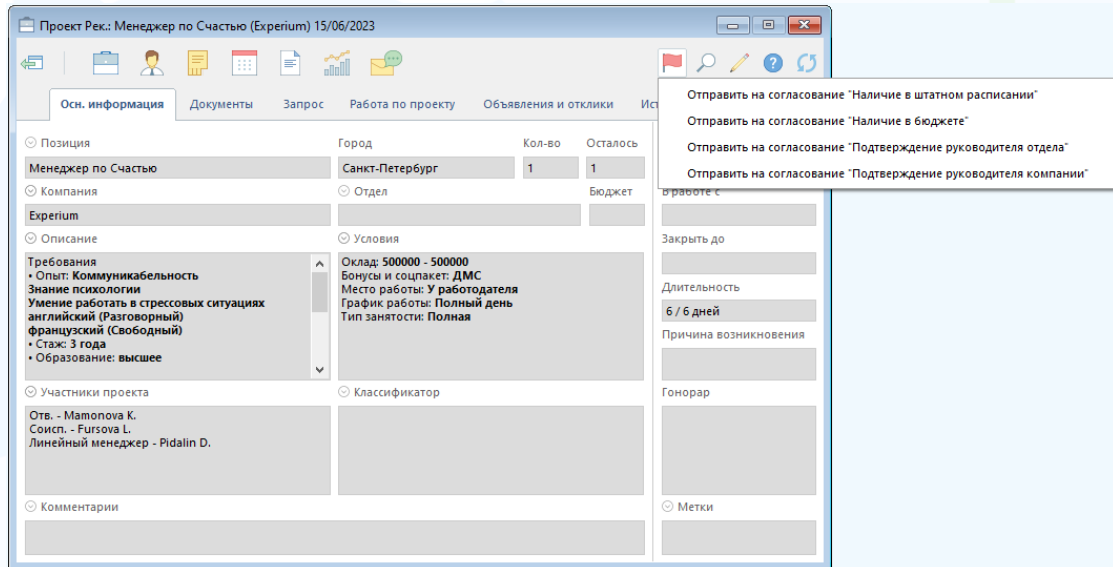 Проект Рек.: Менеджер по Счастью (Experium) 15/06/2023
Осн. информация Документы Запрос Работа по проекту Объявления и отклики
Отправить на согласование "Наличие в штатном расписании"
Отправить на согласование "Наличие в бюджете"
Отправить на согласование "Подтверждение руководителя отдела"
Отправить на согласование "Подтверждение руководителя компании"
Позиция Город Кол-во Осталось
Менеджер по Счастью Санкт-Петербург 1 1
Компания Отдел Бюджет В работе с
Experium
Описание Условия Закрыть до
Требования
• Опыт: Коммуникабельность
Знание психологии
Умение работать в стрессовых ситуациях
английский (Разговорный)
французский (Свободный)
• Стаж: 3 года
• Образование: высшее
Оклад: 500000 - 500000
Бонусы и соцпакет: ДМС
Место работы: У работодателя
График работы: Полный день
Тип занятости: Полная
Длительность
6 / 6 дней
Причина возникновения
Участники проекта Классификатор Гонорар
Отв. - Mamonova K.
Соисп. - Fursova L.
Линейный менеджер - Pidalin D.
Комментарии Метки